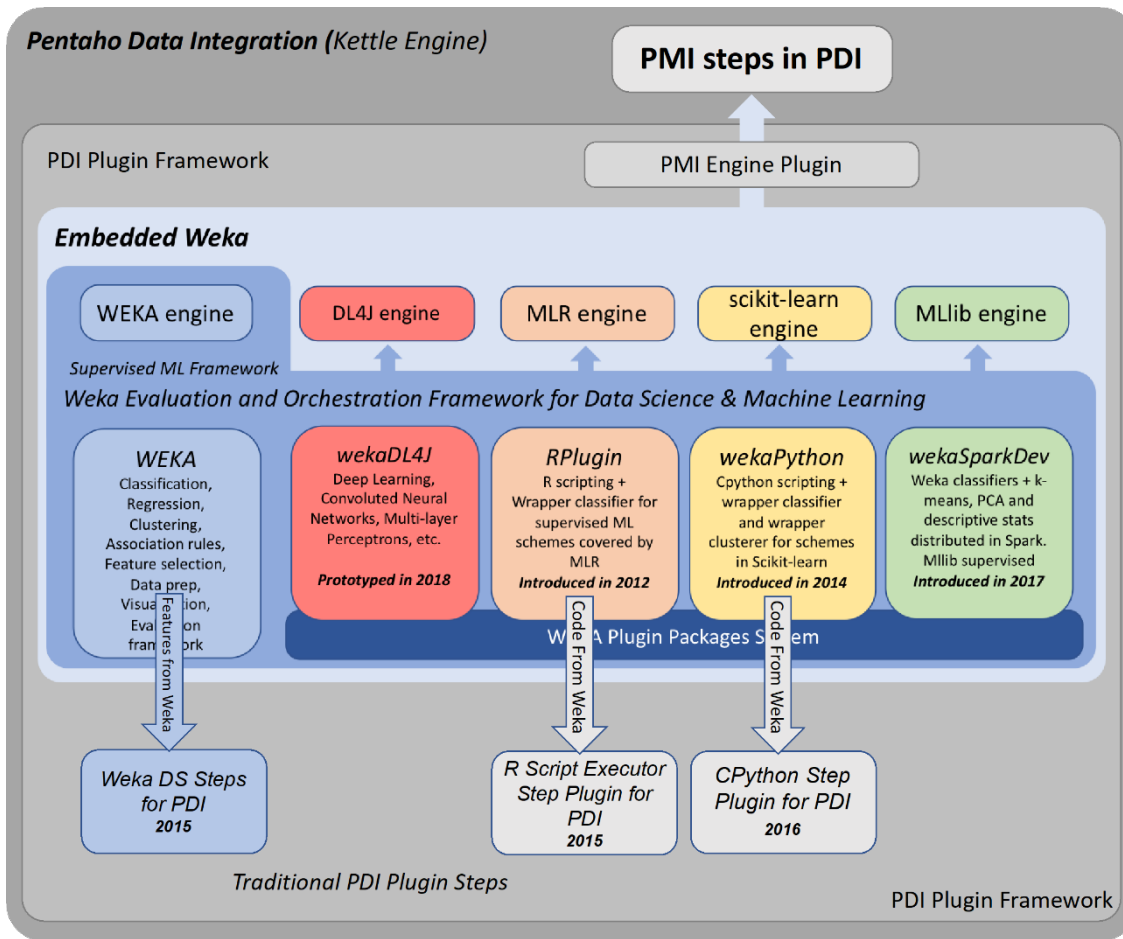 Pentaho Data Integration (Kettle Engine)
PMI steps in PDI
PDI Plugin Framework
PMI Engine Plugin
Embedded Weka
WEKA engine
DL4J engine
MLR engine
scikit-learn
engine
MLlib engine
Supervised ML Framework
Weka Evaluation and Orchestration Framework for Data Science & Machine Learning
WEKA
Classification,
Regression,
Clustering,
Association rules,
Feature selection,
Data prep,
framework
Features from Weka
wekaDL4J
Deep Learning,
Convoluted Neural
Networks, Multi-layer
Perceptrons, etc.
Prototyped in 2018
RPlugin
R scripting +
Wrapper classifier for
supervised ML
schemes covered by
MLR
Introduced in 2012
Code From Weka
wekaPython
Cpython scripting +
wrapper classifier
and wrapper
clusterer for schemes
in Scikit-learn
Introduced in 2014
Code From Weka
wekaSparkDev
Weka classifiers + k-
means, PCA and
descriptive stats
distributed in Spark.
Mllib supervised
Introduced in 2017
Plugin Packages System
Weka DS Steps
for PDI
2015
R Script Executor
Step Plugin for
PDI
2015
CPython Step
Plugin for PDI
2016
Traditional PDI Plugin Steps
PDI Plugin Framework